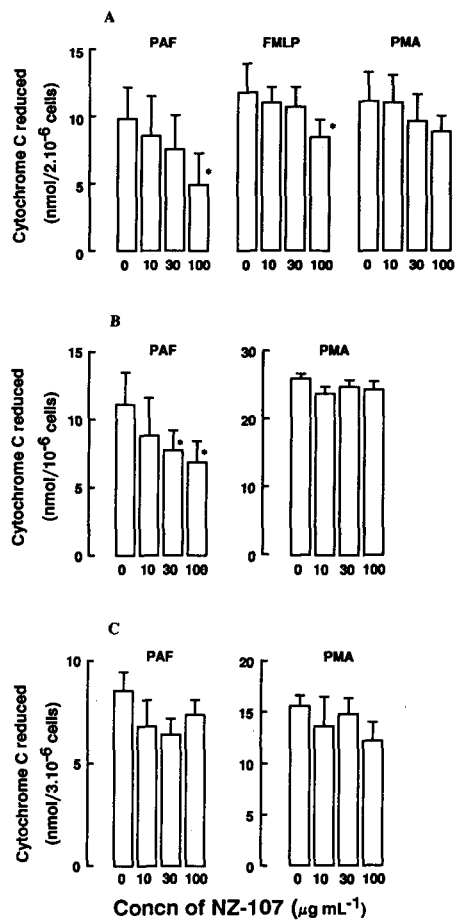 A
PAF FMLP PMA
Cytochrome C reduced
(nmol/2.10⁻⁶ cells)
15
10
5
0
* *
0 10 30 100 0 10 30 100 0 10 30 100
B
PAF PMA
Cytochrome C reduced
(nmol/10⁻⁶ cells)
15 30
10 20
5 10
0 0
* *
0 10 30 100 0 10 30 100
C
PAF PMA
Cytochrome C reduced
(nmol/3.10⁻⁶ cells)
10 20
15
5 10
5
0 0
0 10 30 100 0 10 30 100
Concn of NZ-107 (μg mL⁻¹)